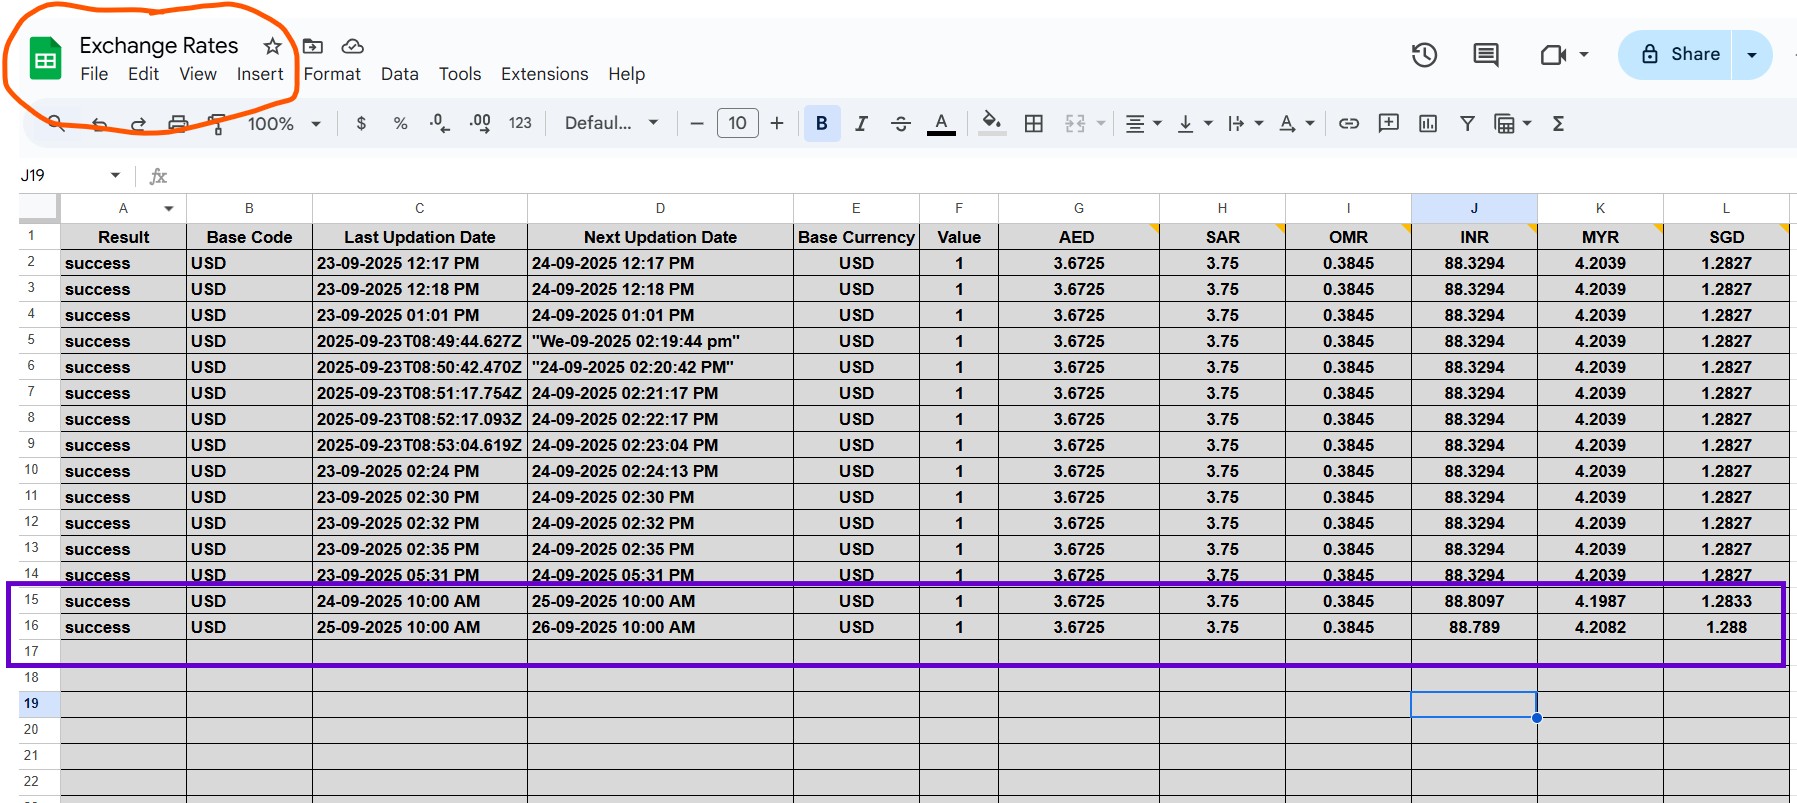 Exchange Rates
File Edit View Insert Format Data Tools Extensions Help
Share
100% $ % .0 .00 123 Defaul... 10 B I S A A Σ
J19 fx
A B C D E F G H I J K L
1 Result Base Code Last Updation Date Next Updation Date Base Currency Value AED SAR OMR INR MYR SGD
2 success USD 23-09-2025 12:17 PM 24-09-2025 12:17 PM USD 1 3.6725 3.75 0.3845 88.3294 4.2039 1.2827
3 success USD 23-09-2025 12:18 PM 24-09-2025 12:18 PM USD 1 3.6725 3.75 0.3845 88.3294 4.2039 1.2827
4 success USD 23-09-2025 01:01 PM 24-09-2025 01:01 PM USD 1 3.6725 3.75 0.3845 88.3294 4.2039 1.2827
5 success USD 2025-09-23T08:49:44.627Z "We-09-2025 02:19:44 pm" USD 1 3.6725 3.75 0.3845 88.3294 4.2039 1.2827
6 success USD 2025-09-23T08:50:42.470Z "24-09-2025 02:20:42 PM" USD 1 3.6725 3.75 0.3845 88.3294 4.2039 1.2827
7 success USD 2025-09-23T08:51:17.754Z 24-09-2025 02:21:17 PM USD 1 3.6725 3.75 0.3845 88.3294 4.2039 1.2827
8 success USD 2025-09-23T08:52:17.093Z 24-09-2025 02:22:17 PM USD 1 3.6725 3.75 0.3845 88.3294 4.2039 1.2827
9 success USD 2025-09-23T08:53:04.619Z 24-09-2025 02:23:04 PM USD 1 3.6725 3.75 0.3845 88.3294 4.2039 1.2827
10 success USD 23-09-2025 02:24 PM 24-09-2025 02:24:13 PM USD 1 3.6725 3.75 0.3845 88.3294 4.2039 1.2827
11 success USD 23-09-2025 02:30 PM 24-09-2025 02:30 PM USD 1 3.6725 3.75 0.3845 88.3294 4.2039 1.2827
12 success USD 23-09-2025 02:32 PM 24-09-2025 02:32 PM USD 1 3.6725 3.75 0.3845 88.3294 4.2039 1.2827
13 success USD 23-09-2025 02:35 PM 24-09-2025 02:35 PM USD 1 3.6725 3.75 0.3845 88.3294 4.2039 1.2827
14 success USD 23-09-2025 05:31 PM 24-09-2025 05:31 PM USD 1 3.6725 3.75 0.3845 88.3294 4.2039 1.2827
15 success USD 24-09-2025 10:00 AM 25-09-2025 10:00 AM USD 1 3.6725 3.75 0.3845 88.8097 4.1987 1.2833
16 success USD 25-09-2025 10:00 AM 26-09-2025 10:00 AM USD 1 3.6725 3.75 0.3845 88.789 4.2082 1.288
17
18
19
20
21
22